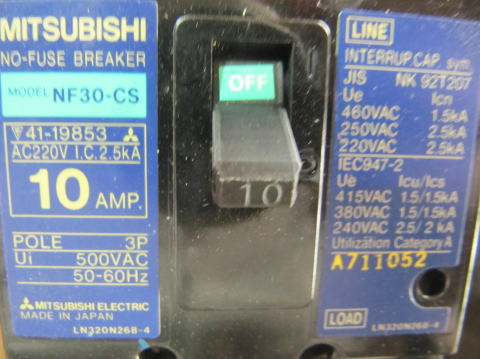 MITSUBISHI
NO-FUSE BREAKER
MODEL NF30-CS
▽41-19853
AC220V I.C.2.5kA
10 AMP.
POLE 3P
Ui 500VAC
50-60Hz
MITSUBISHI ELECTRIC
MADE IN JAPAN
LN320N26B-4
OFF
10
LINE
INTERRUP.CAP. sym.
JIS NK 92T207
Ue Icn
460VAC 1.5kA
250VAC 2.5kA
220VAC 2.5kA
IEC947-2
Ue Icu/Ics
415VAC 1.5/1.5kA
380VAC 1.5/1.5kA
240VAC 2.5/ 2 kA
Utilization Category A
A711052
LOAD
LN320N26B-4